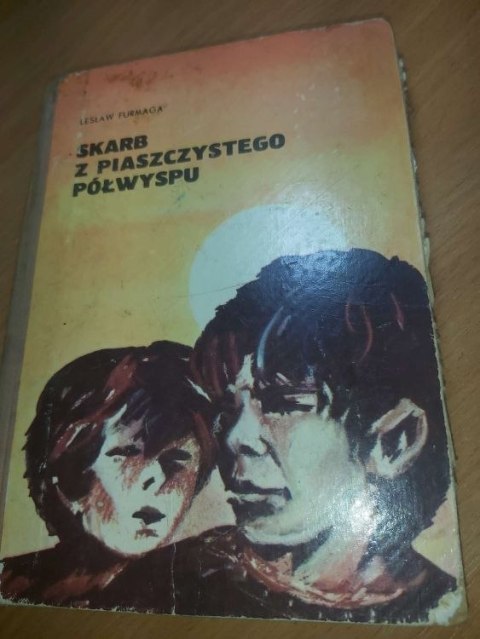 LESŁAW FURMAGA
SKARB
Z PIASZCZYSTEGO
PÓŁWYSPU